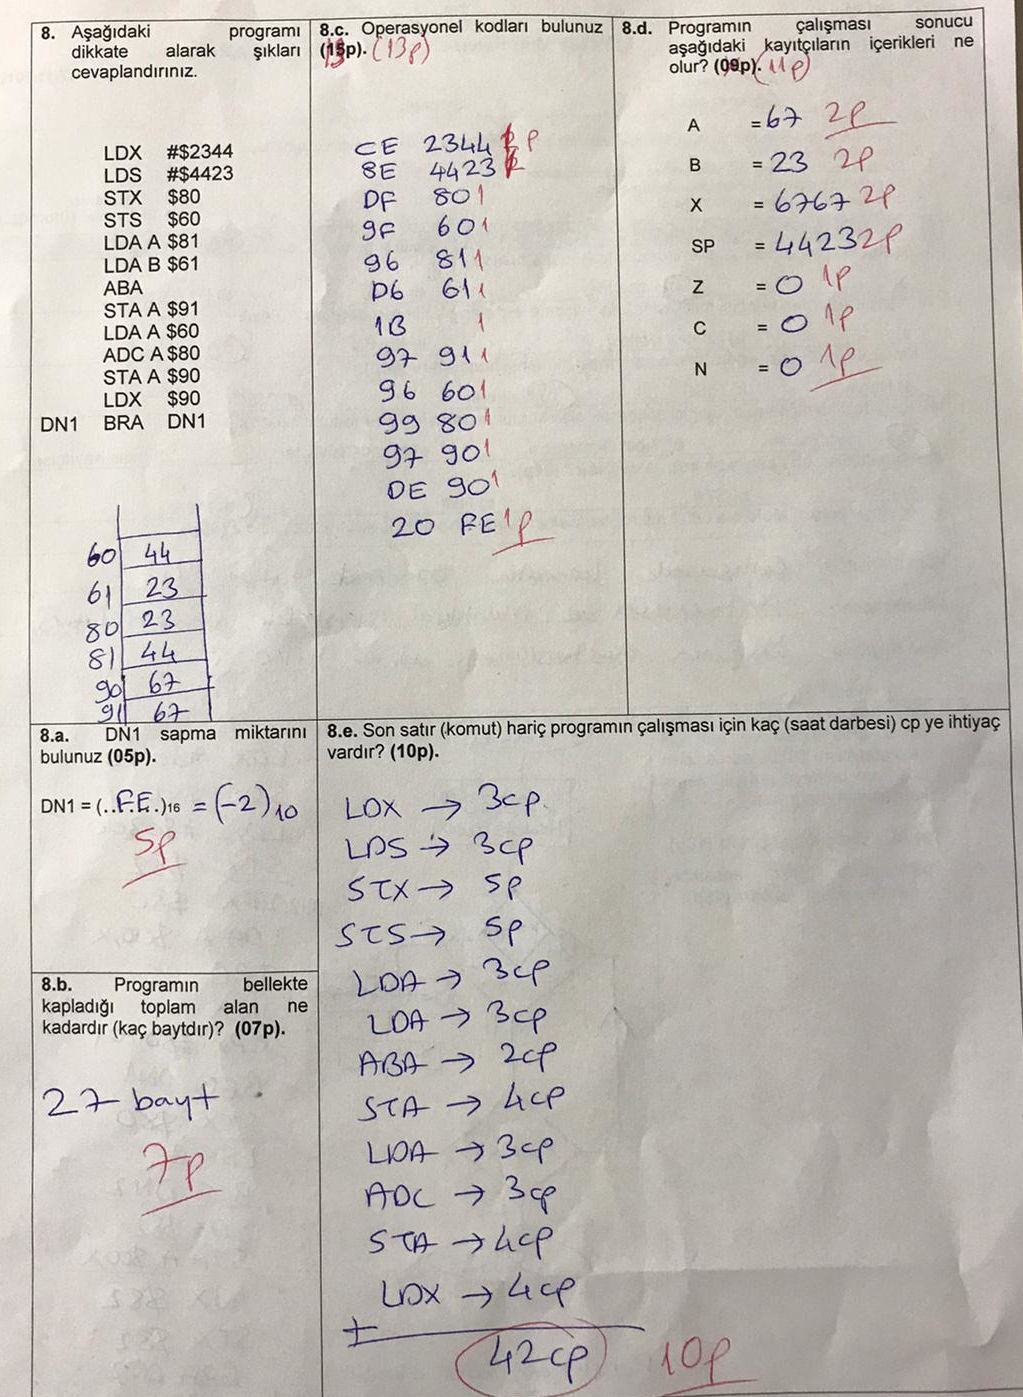 8. Aşağıdaki programı
dikkate alarak şıkları
cevaplandırınız.
LDX #$2344
LDS #$4423
STX $80
STS $60
LDA A $81
LDA B $61
ABA
STA A $91
LDA A $60
ADC A $80
STA A $90
LDX $90
DN1 BRA DN1
60 44
61 23
80 23
81 44
90 67
91 67
8.c. Operasyonel kodları bulunuz
(15p). (13p)
CE 2344 p
8E 4423
DF 80 1
9F 60 1
96 81 1
D6 61 1
1B 1
97 91 1
96 60 1
99 80 1
97 90 1
DE 90 1
20 FE 1p
8.d. Programın çalışması sonucu
aşağıdaki kayıtçıların içerikleri ne
olur? (09p). (11p)
A = 67 2p
B = 23 2p
X = 6767 2p
SP = 4423 2p
Z = 0 1p
C = 0 1p
N = 0 1p
8.a. DN1 sapma miktarını
bulunuz (05p).
DN1 = (..F.E.)16 = (-2)10
5p
8.b. Programın bellekte
kapladığı toplam alan ne
kadardır (kaç baytdır)? (07p).
27 bayt
7p
8.e. Son satır (komut) hariç programın çalışması için kaç (saat darbesi) cp ye ihtiyaç
vardır? (10p).
LDX → 3cp.
LDS → 3cp
STX → 5p
STS → 5p
LDA → 3cp
LDA → 3cp
ABA → 2cp
STA → 4cp
LDA → 3cp
ADC → 3cp
STA → 4cp
LDX → 4cp
+
42cp 10p